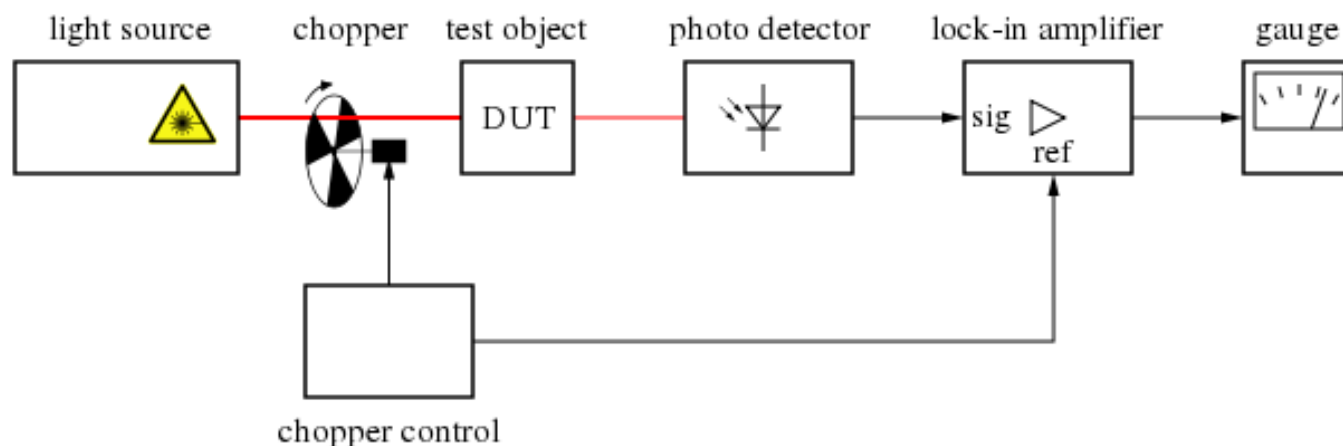 light source
chopper
test object
photo detector
lock-in amplifier
gauge
DUT
sig
ref
chopper control